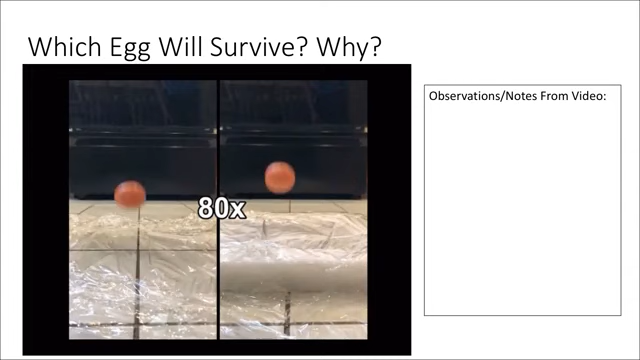 Which Egg Will Survive? Why?
Observations/Notes From Video:
80x